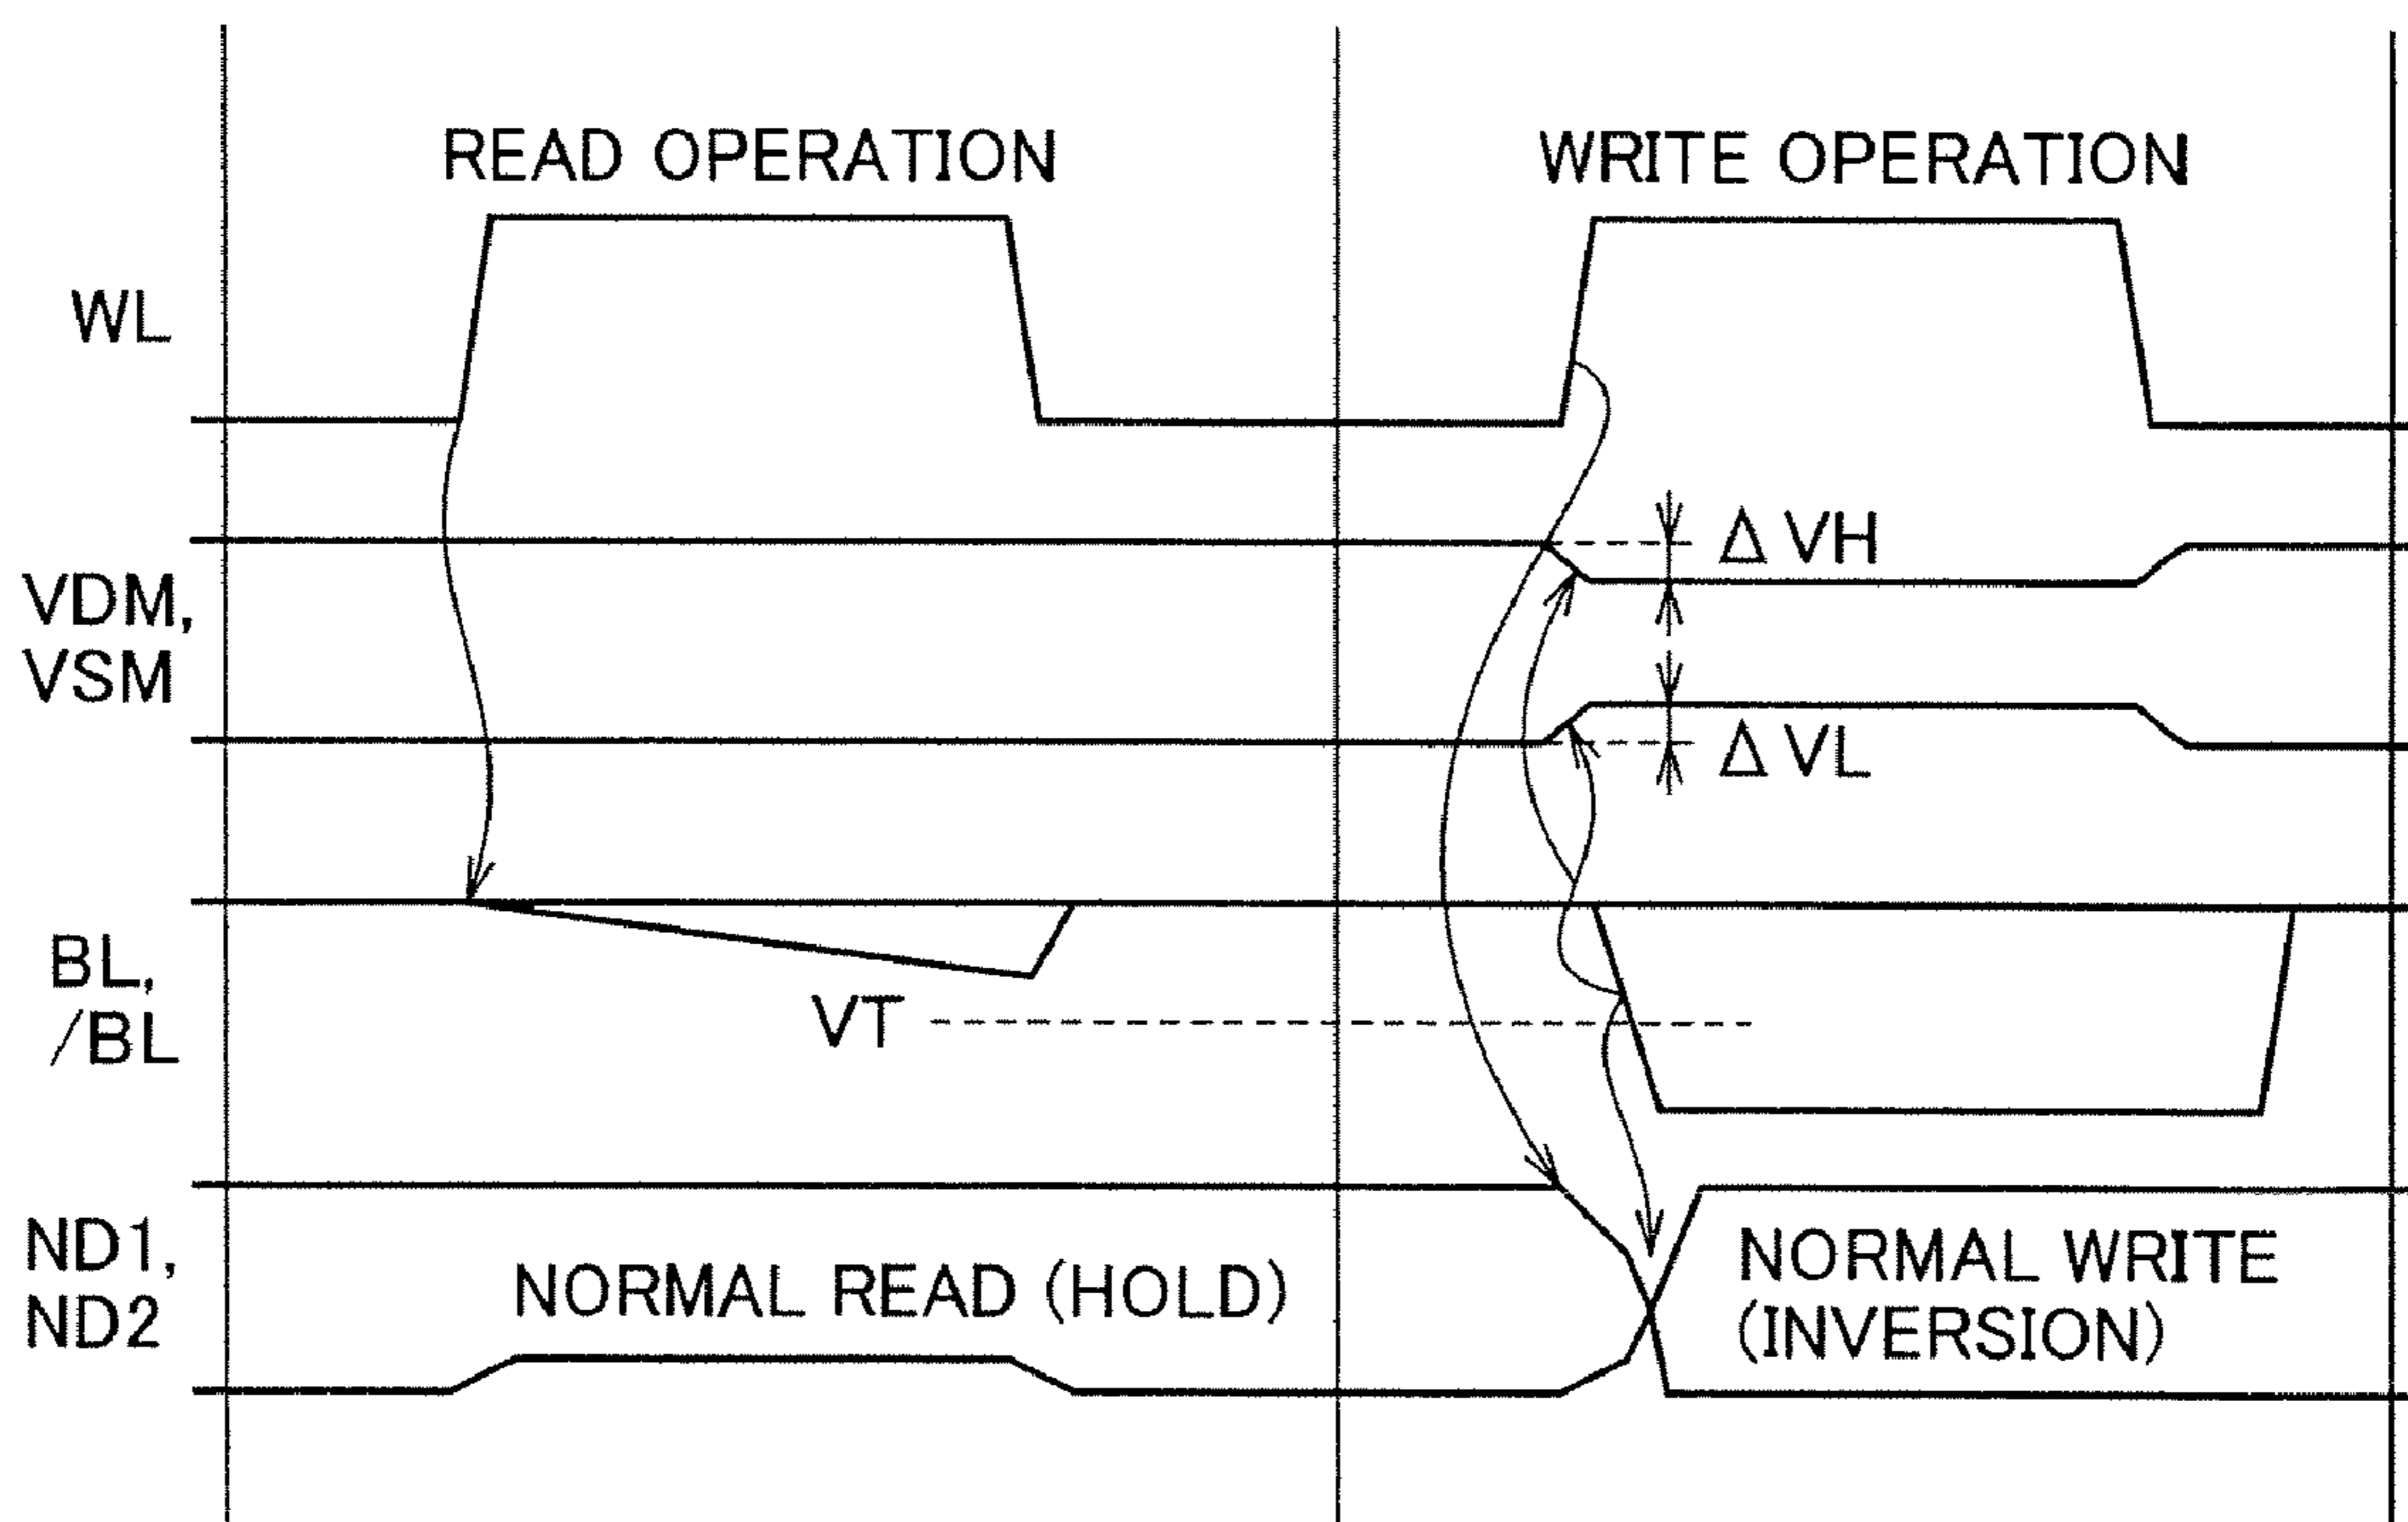 READ OPERATION
WRITE OPERATION
WL
Δ VH
VDM,
VSM
Δ VL
BL,
/BL
VT
ND1,
ND2
NORMAL READ (HOLD)
NORMAL WRITE
(INVERSION)